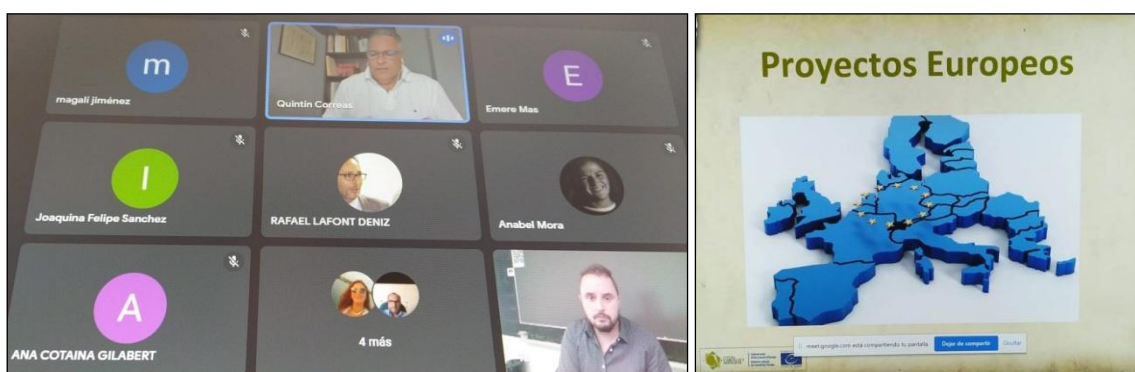 m
magalí jiménez
Quintín Correas
E
Emere Mas
I
Joaquina Felipe Sanchez
RAFAEL LAFONT DENIZ
Anabel Mora
A
ANA COTAINA GILABERT
4 más
Proyectos Europeos
meet.google.com está compartiendo tu pantalla.
Dejar de compartir
Ocultar